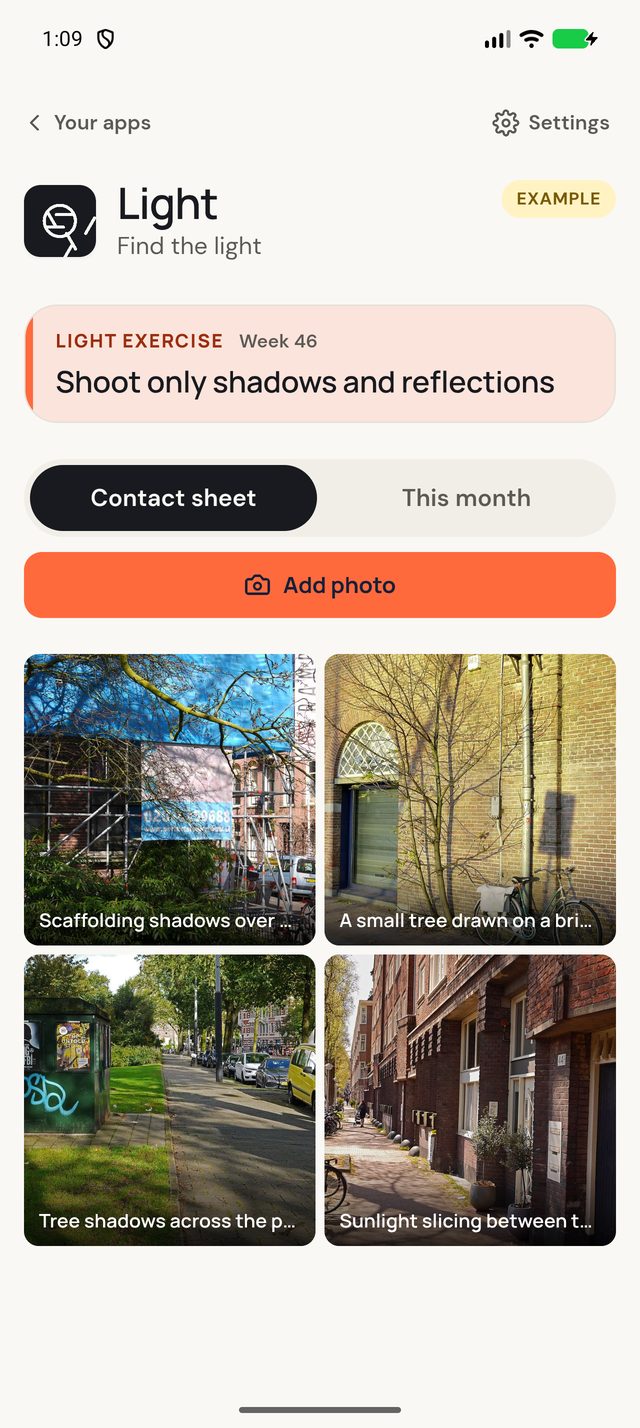 1:09
Your apps
Settings
Light
EXAMPLE
Find the light
LIGHT EXERCISE Week 46
Shoot only shadows and reflections
Contact sheet
This month
Add photo
Scaffolding shadows over ...
A small tree drawn on a bri...
Tree shadows across the p...
Sunlight slicing between t...